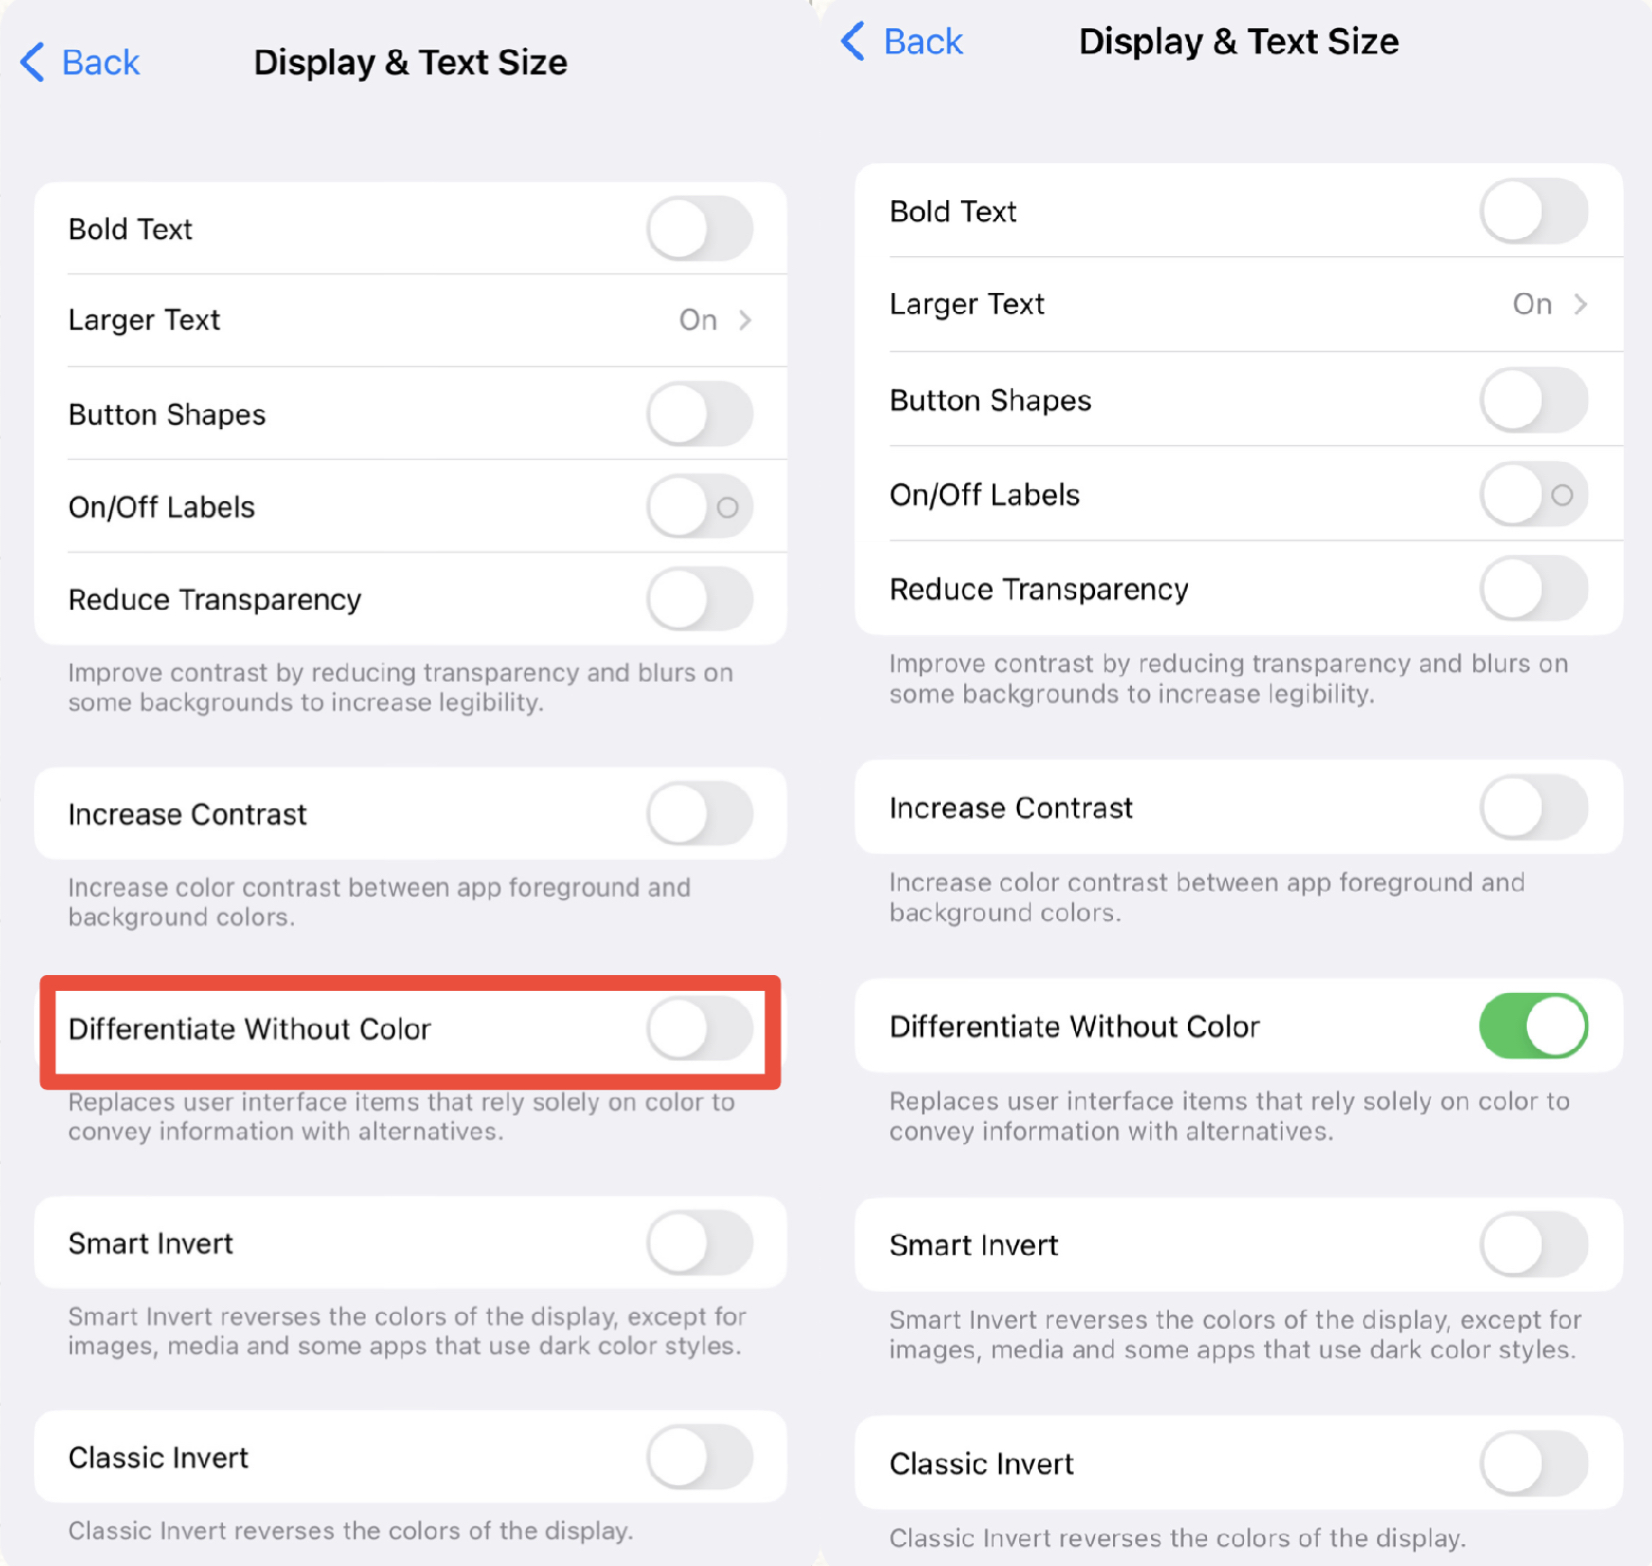 Back
Display & Text Size
Bold Text
Larger Text
On
Button Shapes
On/Off Labels
Reduce Transparency
Improve contrast by reducing transparency and blurs on
some backgrounds to increase legibility.
Increase Contrast
Increase color contrast between app foreground and
background colors.
Differentiate Without Color
Replaces user interface items that rely solely on color to
convey information with alternatives.
Smart Invert
Smart Invert reverses the colors of the display, except for
images, media and some apps that use dark color styles.
Classic Invert
Classic Invert reverses the colors of the display.
Back
Display & Text Size
Bold Text
Larger Text
On
Button Shapes
On/Off Labels
Reduce Transparency
Improve contrast by reducing transparency and blurs on
some backgrounds to increase legibility.
Increase Contrast
Increase color contrast between app foreground and
background colors.
Differentiate Without Color
Replaces user interface items that rely solely on color to
convey information with alternatives.
Smart Invert
Smart Invert reverses the colors of the display, except for
images, media and some apps that use dark color styles.
Classic Invert
Classic Invert reverses the colors of the display.